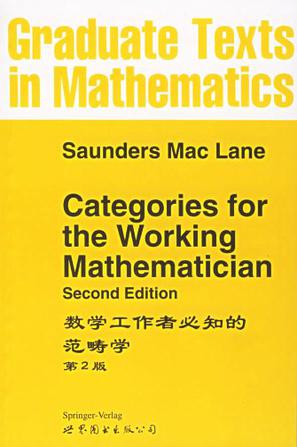 Graduate Texts
in Mathematics
Saunders Mac Lane
Categories for
the Working
Mathematician
Second Edition
数学工作者必知的
范畴学
第2版
Springer-Verlag
世界图书出版公司